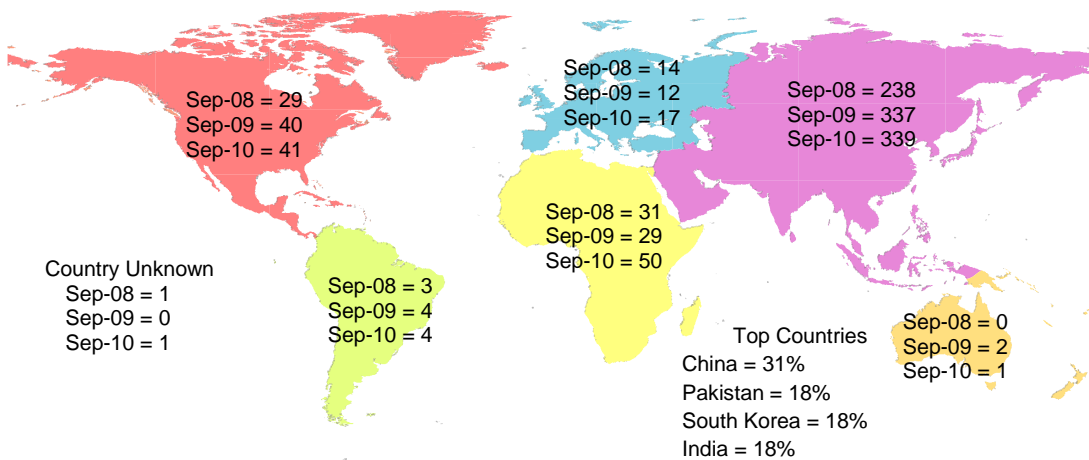 Sep-08 = 29
Sep-09 = 40
Sep-10 = 41
Sep-08 = 14
Sep-09 = 12
Sep-10 = 17
Sep-08 = 238
Sep-09 = 337
Sep-10 = 339
Sep-08 = 31
Sep-09 = 29
Sep-10 = 50
Country Unknown
Sep-08 = 1
Sep-09 = 0
Sep-10 = 1
Sep-08 = 3
Sep-09 = 4
Sep-10 = 4
Sep-08 = 0
Sep-09 = 2
Sep-10 = 1
Top Countries
China = 31%
Pakistan = 18%
South Korea = 18%
India = 18%